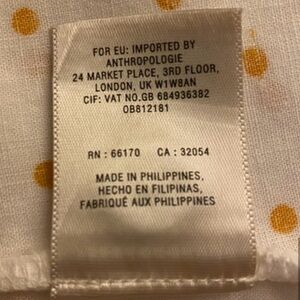 FOR EU: IMPORTED BY
ANTHROPOLOGIE
24 MARKET PLACE, 3RD FLOOR,
LONDON, UK W1W8AN
CIF: VAT NO.GB 684936382
OB812181
RN : 66170 CA : 32054
MADE IN PHILIPPINES,
HECHO EN FILIPINAS,
FABRIQUÉ AUX PHILIPPINES